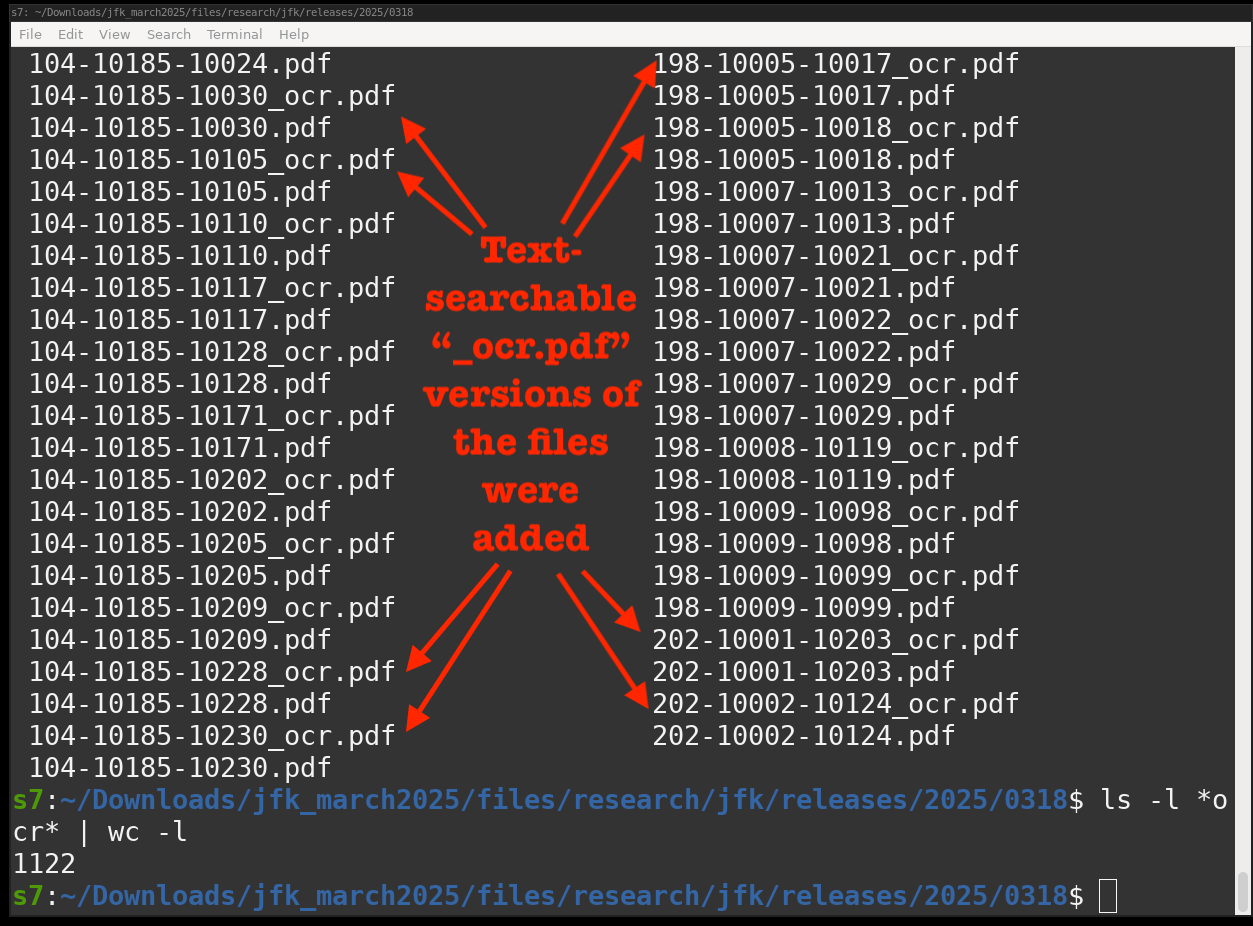 s7: ~/Downloads/jfk_march2025/files/research/jfk/releases/2025/0318
File Edit View Search Terminal Help
104-10185-10024.pdf
104-10185-10030_ocr.pdf
104-10185-10030.pdf
104-10185-10105_ocr.pdf
104-10185-10105.pdf
104-10185-10110_ocr.pdf
104-10185-10110.pdf
104-10185-10117_ocr.pdf
104-10185-10117.pdf
104-10185-10128_ocr.pdf
104-10185-10128.pdf
104-10185-10171_ocr.pdf
104-10185-10171.pdf
104-10185-10202_ocr.pdf
104-10185-10202.pdf
104-10185-10205_ocr.pdf
104-10185-10205.pdf
104-10185-10209_ocr.pdf
104-10185-10209.pdf
104-10185-10228_ocr.pdf
104-10185-10228.pdf
104-10185-10230_ocr.pdf
104-10185-10230.pdf
Text-
searchable
“_ocr.pdf”
versions of
the files
were
added
198-10005-10017_ocr.pdf
198-10005-10017.pdf
198-10005-10018_ocr.pdf
198-10005-10018.pdf
198-10007-10013_ocr.pdf
198-10007-10013.pdf
198-10007-10021_ocr.pdf
198-10007-10021.pdf
198-10007-10022_ocr.pdf
198-10007-10022.pdf
198-10007-10029_ocr.pdf
198-10007-10029.pdf
198-10008-10119_ocr.pdf
198-10008-10119.pdf
198-10009-10098_ocr.pdf
198-10009-10098.pdf
198-10009-10099_ocr.pdf
198-10009-10099.pdf
202-10001-10203_ocr.pdf
202-10001-10203.pdf
202-10002-10124_ocr.pdf
202-10002-10124.pdf
s7:~/Downloads/jfk_march2025/files/research/jfk/releases/2025/0318$ ls -l *o
cr* | wc -l
1122
s7:~/Downloads/jfk_march2025/files/research/jfk/releases/2025/0318$